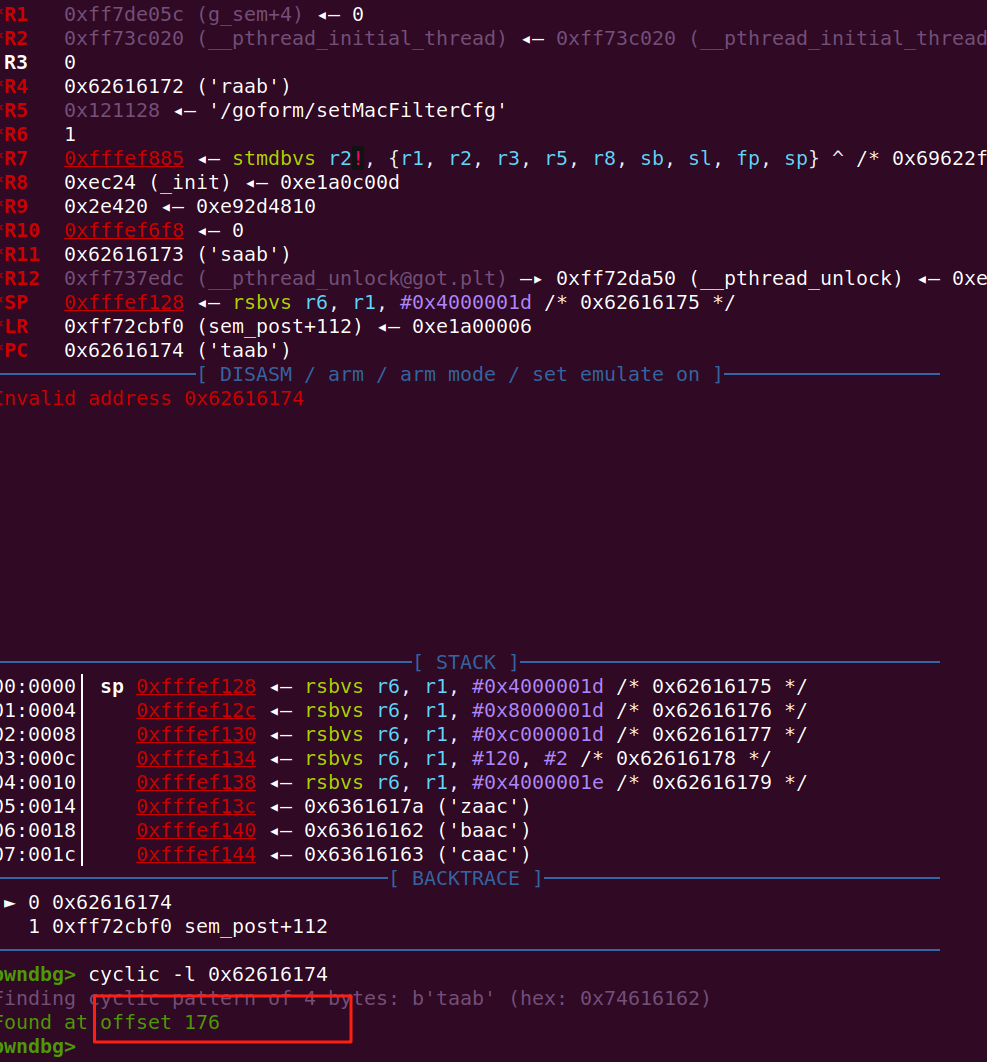 *R1   0xff7de05c (g_sem+4) ◂— 0
*R2   0xff73c020 (__pthread_initial_thread) ◂— 0xff73c020 (__pthread_initial_thread
R3   0
*R4   0x62616172 ('raab')
*R5   0x121128 ◂— '/goform/setMacFilterCfg'
*R6   1
*R7   0xfffef885 ◂— stmdbvs r2!, {r1, r2, r3, r5, r8, sb, sl, fp, sp} ^ /* 0x69622f
*R8   0xec24 (_init) ◂— 0xe1a0c00d
*R9   0x2e420 ◂— 0xe92d4810
*R10  0xfffef6f8 ◂— 0
*R11  0x62616173 ('saab')
*R12  0xff737edc (__pthread_unlock@got.plt) —▸ 0xff72da50 (__pthread_unlock) ◂— 0xe
*SP   0xfffef128 ◂— rsbvs r6, r1, #0x4000001d /* 0x62616175 */
*LR   0xff72cbf0 (sem_post+112) ◂— 0xe1a00006
*PC   0x62616174 ('taab')
[ DISASM / arm / arm mode / set emulate on ]
Invalid address 0x62616174
[ STACK ]
00:0000│ sp 0xfffef128 ◂— rsbvs r6, r1, #0x4000001d /* 0x62616175 */
01:0004│    0xfffef12c ◂— rsbvs r6, r1, #0x8000001d /* 0x62616176 */
02:0008│    0xfffef130 ◂— rsbvs r6, r1, #0xc000001d /* 0x62616177 */
03:000c│    0xfffef134 ◂— rsbvs r6, r1, #120, #2 /* 0x62616178 */
04:0010│    0xfffef138 ◂— rsbvs r6, r1, #0x4000001e /* 0x62616179 */
05:0014│    0xfffef13c ◂— 0x6361617a ('zaac')
06:0018│    0xfffef140 ◂— 0x63616162 ('baac')
07:001c│    0xfffef144 ◂— 0x63616163 ('caac')
[ BACKTRACE ]
► 0 0x62616174
1 0xff72cbf0 sem_post+112
pwndbg> cyclic -l 0x62616174
Finding cyclic pattern of 4 bytes: b'taab' (hex: 0x74616162)
Found at offset 176
pwndbg>